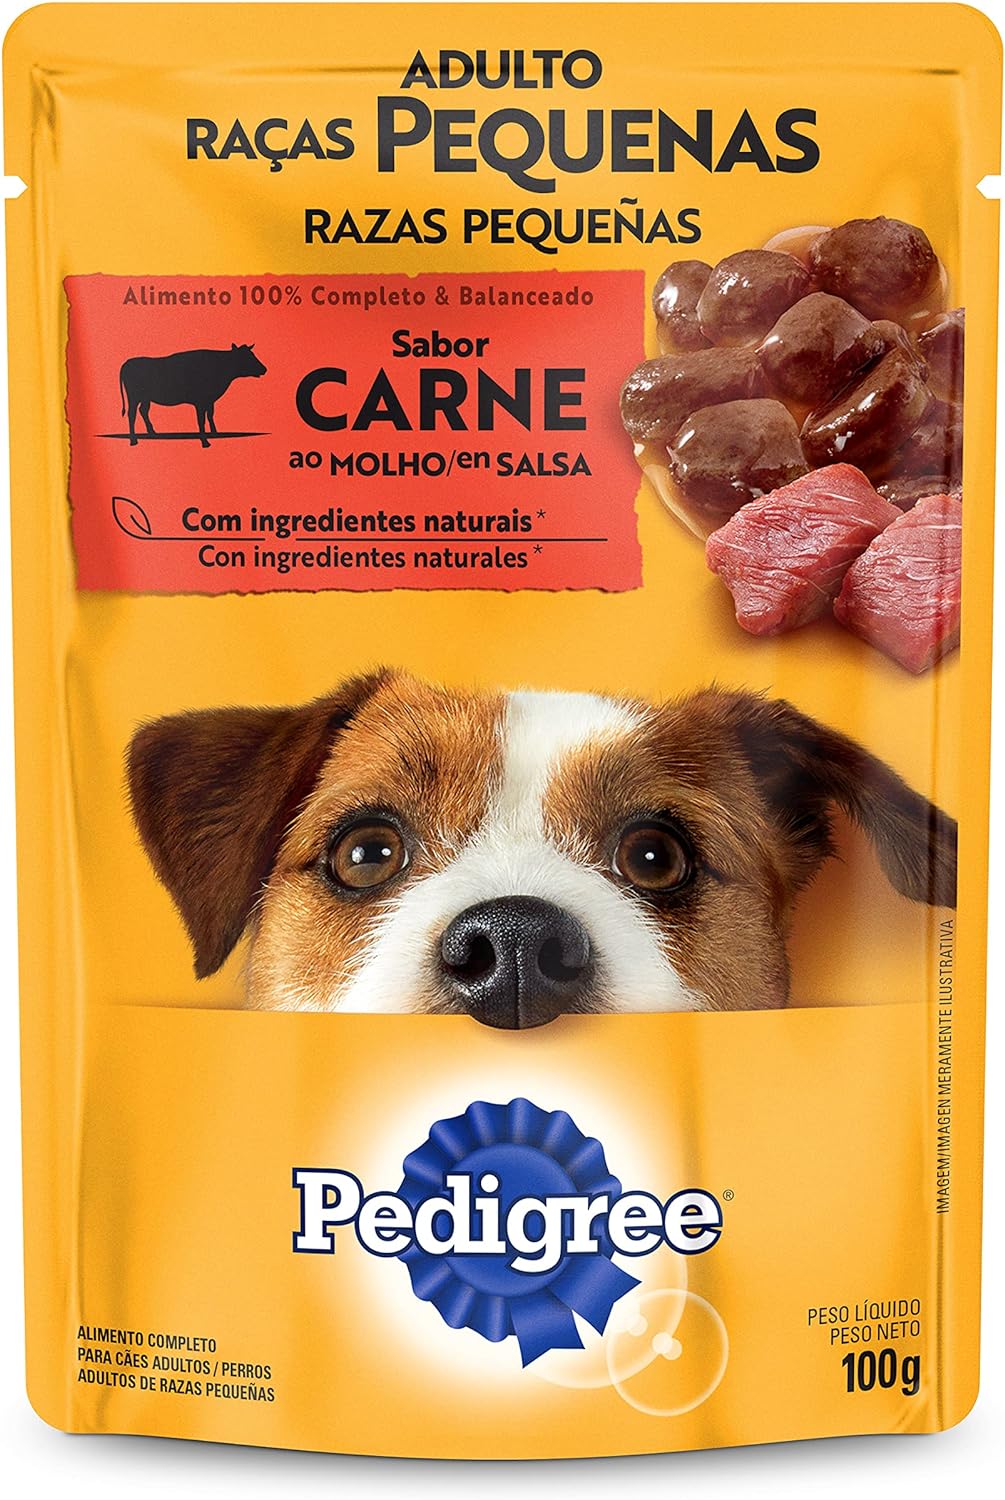 ADULTO
RAÇAS PEQUENAS
RAZAS PEQUEÑAS
Alimento 100% Completo & Balanceado
Sabor
CARNE
ao MOLHO/en SALSA
Com ingredientes naturais*
Con ingredientes naturales*
IMAGEM/IMAGEN MERAMENTE ILUSTRATIVA
Pedigree®
ALIMENTO COMPLETO
PARA CÃES ADULTOS / PERROS
ADULTOS DE RAZAS PEQUEÑAS
PESO LÍQUIDO
PESO NETO
100g